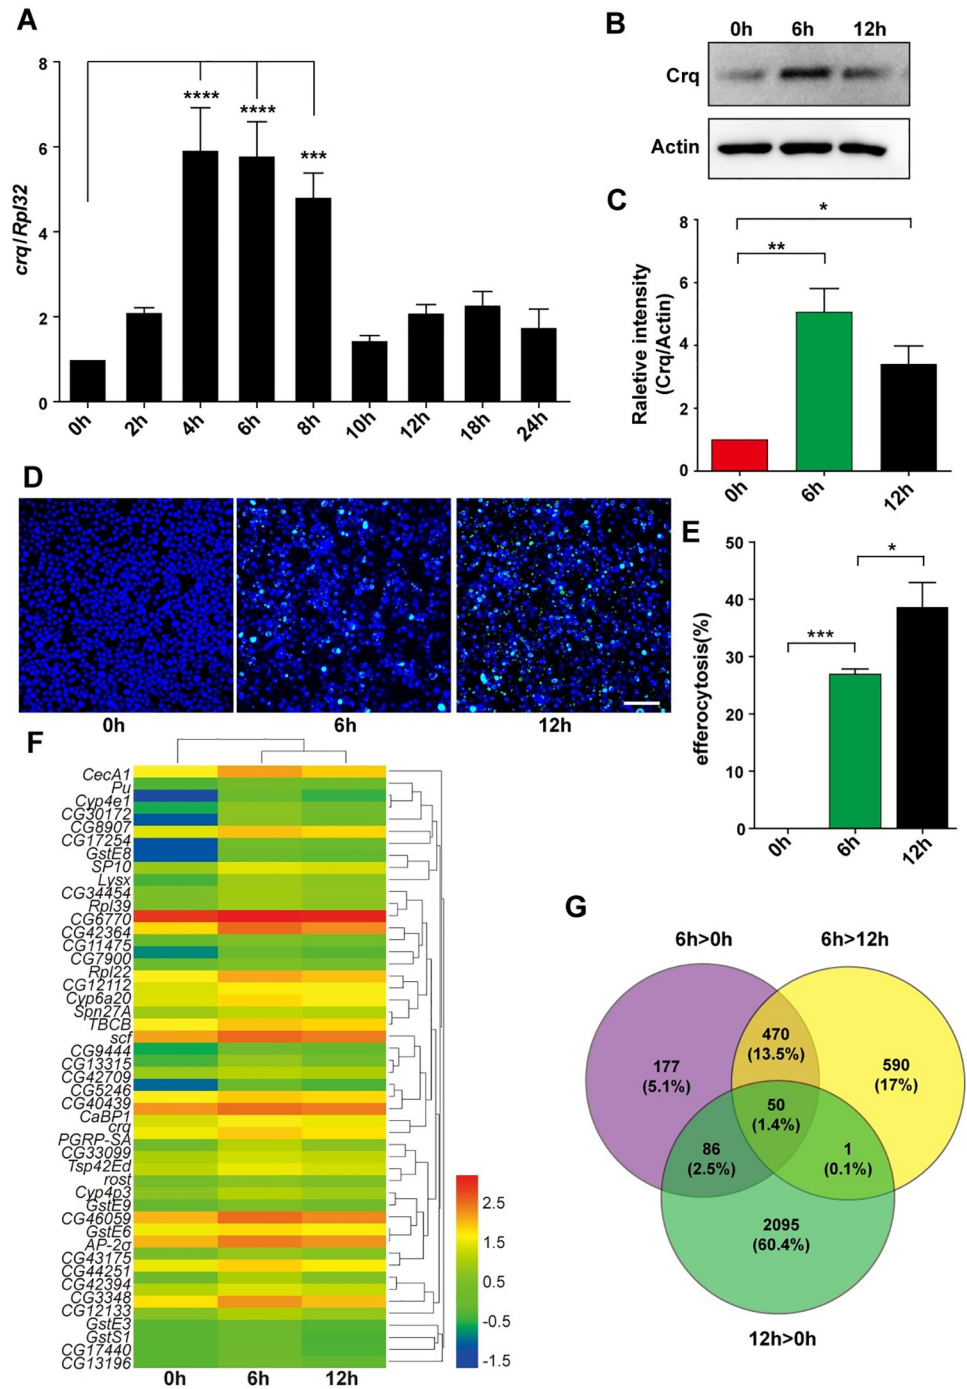 A
8
6
4
2
0
crq/Rpl32
****
****
***
0h
2h
4h
6h
8h
10h
12h
18h
24h
B
0h 6h 12h
Crq
Actin
C
8
6
4
2
0
Raletive intensity
(Crq/Actin)
*
**
0h
6h
12h
D
0h
6h
12h
E
50
40
30
20
10
0
efferocytosis(%)
*
***
0h
6h
12h
F
CecA1
Pu
Cyp4e1
CG30172
CG8907
CG17254
GstE8
SP10
Lysx
CG34454
Rpl39
CG6770
CG42364
CG11475
CG7900
Rpl22
CG12112
Cyp6a20
Spn27A
TBCB
scf
CG9444
CG13315
CG42709
CG5246
CG40439
CaBP1
crq
PGRP-SA
CG33099
Tsp42Ed
rost
Cyp4p3
GstE9
CG46059
GstE6
AP-2σ
CG43175
CG44251
CG42394
CG3348
CG12133
GstE3
GstS1
CG17440
CG13196
0h
6h
12h
2.5
1.5
0.5
-0.5
-1.5
G
6h>0h
6h>12h
470
(13.5%)
177
(5.1%)
590
(17%)
50
(1.4%)
86
(2.5%)
1
(0.1%)
2095
(60.4%)
12h>0h